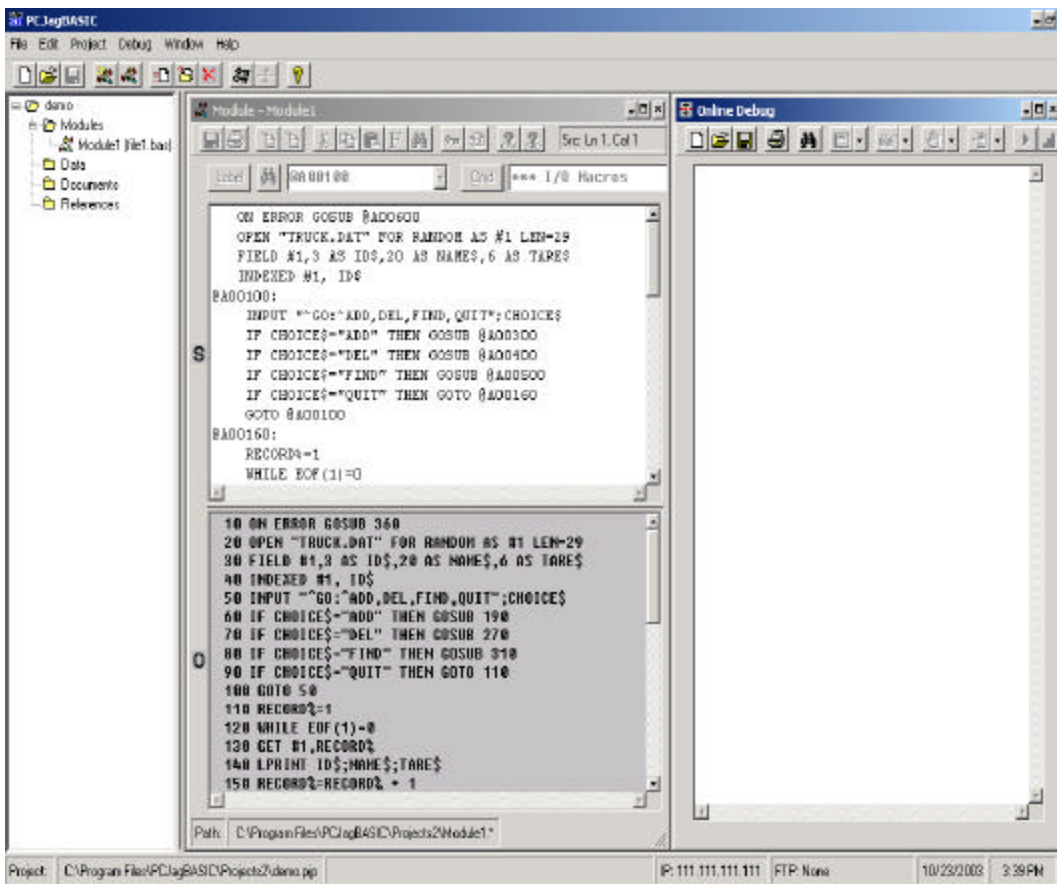 PCJagBASIC
File Edit Project Debug Window Help
demo
Modules
Module1 [file1.bas]
Data
Documents
References
Module - Module1
Src Ln 1, Col 1
Label @A00100 Cmd *** I/O Macros
S
ON ERROR GOSUB @A00600
OPEN "TRUCK.DAT" FOR RANDOM AS #1 LEN=29
FIELD #1,3 AS ID$,20 AS NAME$,6 AS TARE$
INDEXED #1, ID$
@A00100:
INPUT "^GO:^ADD,DEL,FIND,QUIT";CHOICE$
IF CHOICE$="ADD" THEN GOSUB @A00300
IF CHOICE$="DEL" THEN GOSUB @A00400
IF CHOICE$="FIND" THEN GOSUB @A00500
IF CHOICE$="QUIT" THEN GOTO @A00160
GOTO @A00100
@A00160:
RECORD%=1
WHILE EOF(1)=0
O
10 ON ERROR GOSUB 360
20 OPEN "TRUCK.DAT" FOR RANDOM AS #1 LEN=29
30 FIELD #1,3 AS ID$,20 AS NAME$,6 AS TARE$
40 INDEXED #1, ID$
50 INPUT "^GO:^ADD,DEL,FIND,QUIT";CHOICE$
60 IF CHOICE$="ADD" THEN GOSUB 190
70 IF CHOICE$="DEL" THEN GOSUB 270
80 IF CHOICE$="FIND" THEN GOSUB 310
90 IF CHOICE$="QUIT" THEN GOTO 110
100 GOTO 50
110 RECORD%=1
120 WHILE EOF(1)=0
130 GET #1,RECORD%
140 LPRINT ID$;NAME$;TARE$
150 RECORD%=RECORD% + 1
Path: C:\Program Files\PCJagBASIC\Projects2\Module1.*
Online Debug
Project: C:\Program Files\PCJagBASIC\Projects2\demo.pjp
IP: 111.111.111.111 FTP: None 10/23/2003 3:39 PM